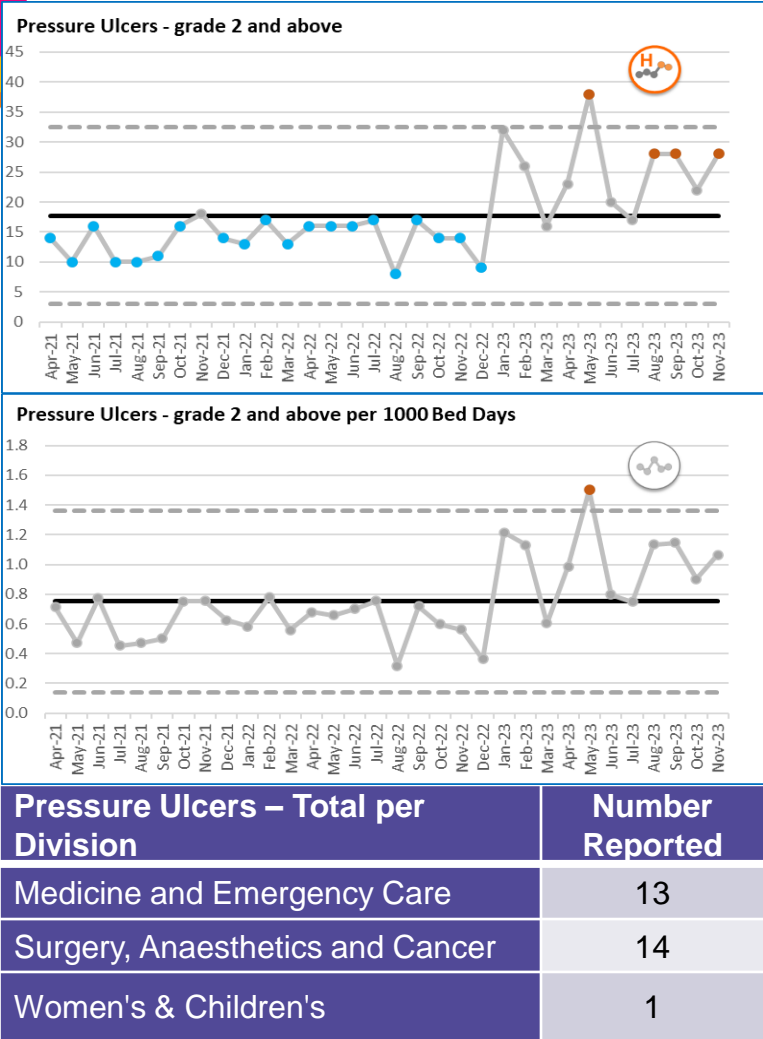 Pressure Ulcers - grade 2 and above
H
45
40
35
30
25
20
15
10
5
0
Apr-21
May-21
Jun-21
Jul-21
Aug-21
Sep-21
Oct-21
Nov-21
Dec-21
Jan-22
Feb-22
Mar-22
Apr-22
May-22
Jun-22
Jul-22
Aug-22
Sep-22
Oct-22
Nov-22
Dec-22
Jan-23
Feb-23
Mar-23
Apr-23
May-23
Jun-23
Jul-23
Aug-23
Sep-23
Oct-23
Nov-23
Pressure Ulcers - grade 2 and above per 1000 Bed Days
1.8
1.6
1.4
1.2
1.0
0.8
0.6
0.4
0.2
0.0
Apr-21
May-21
Jun-21
Jul-21
Aug-21
Sep-21
Oct-21
Nov-21
Dec-21
Jan-22
Feb-22
Mar-22
Apr-22
May-22
Jun-22
Jul-22
Aug-22
Sep-22
Oct-22
Nov-22
Dec-22
Jan-23
Feb-23
Mar-23
Apr-23
May-23
Jun-23
Jul-23
Aug-23
Sep-23
Oct-23
Nov-23
Pressure Ulcers – Total per
Division
Number
Reported
Medicine and Emergency Care
13
Surgery, Anaesthetics and Cancer
14
Women's & Children's
1